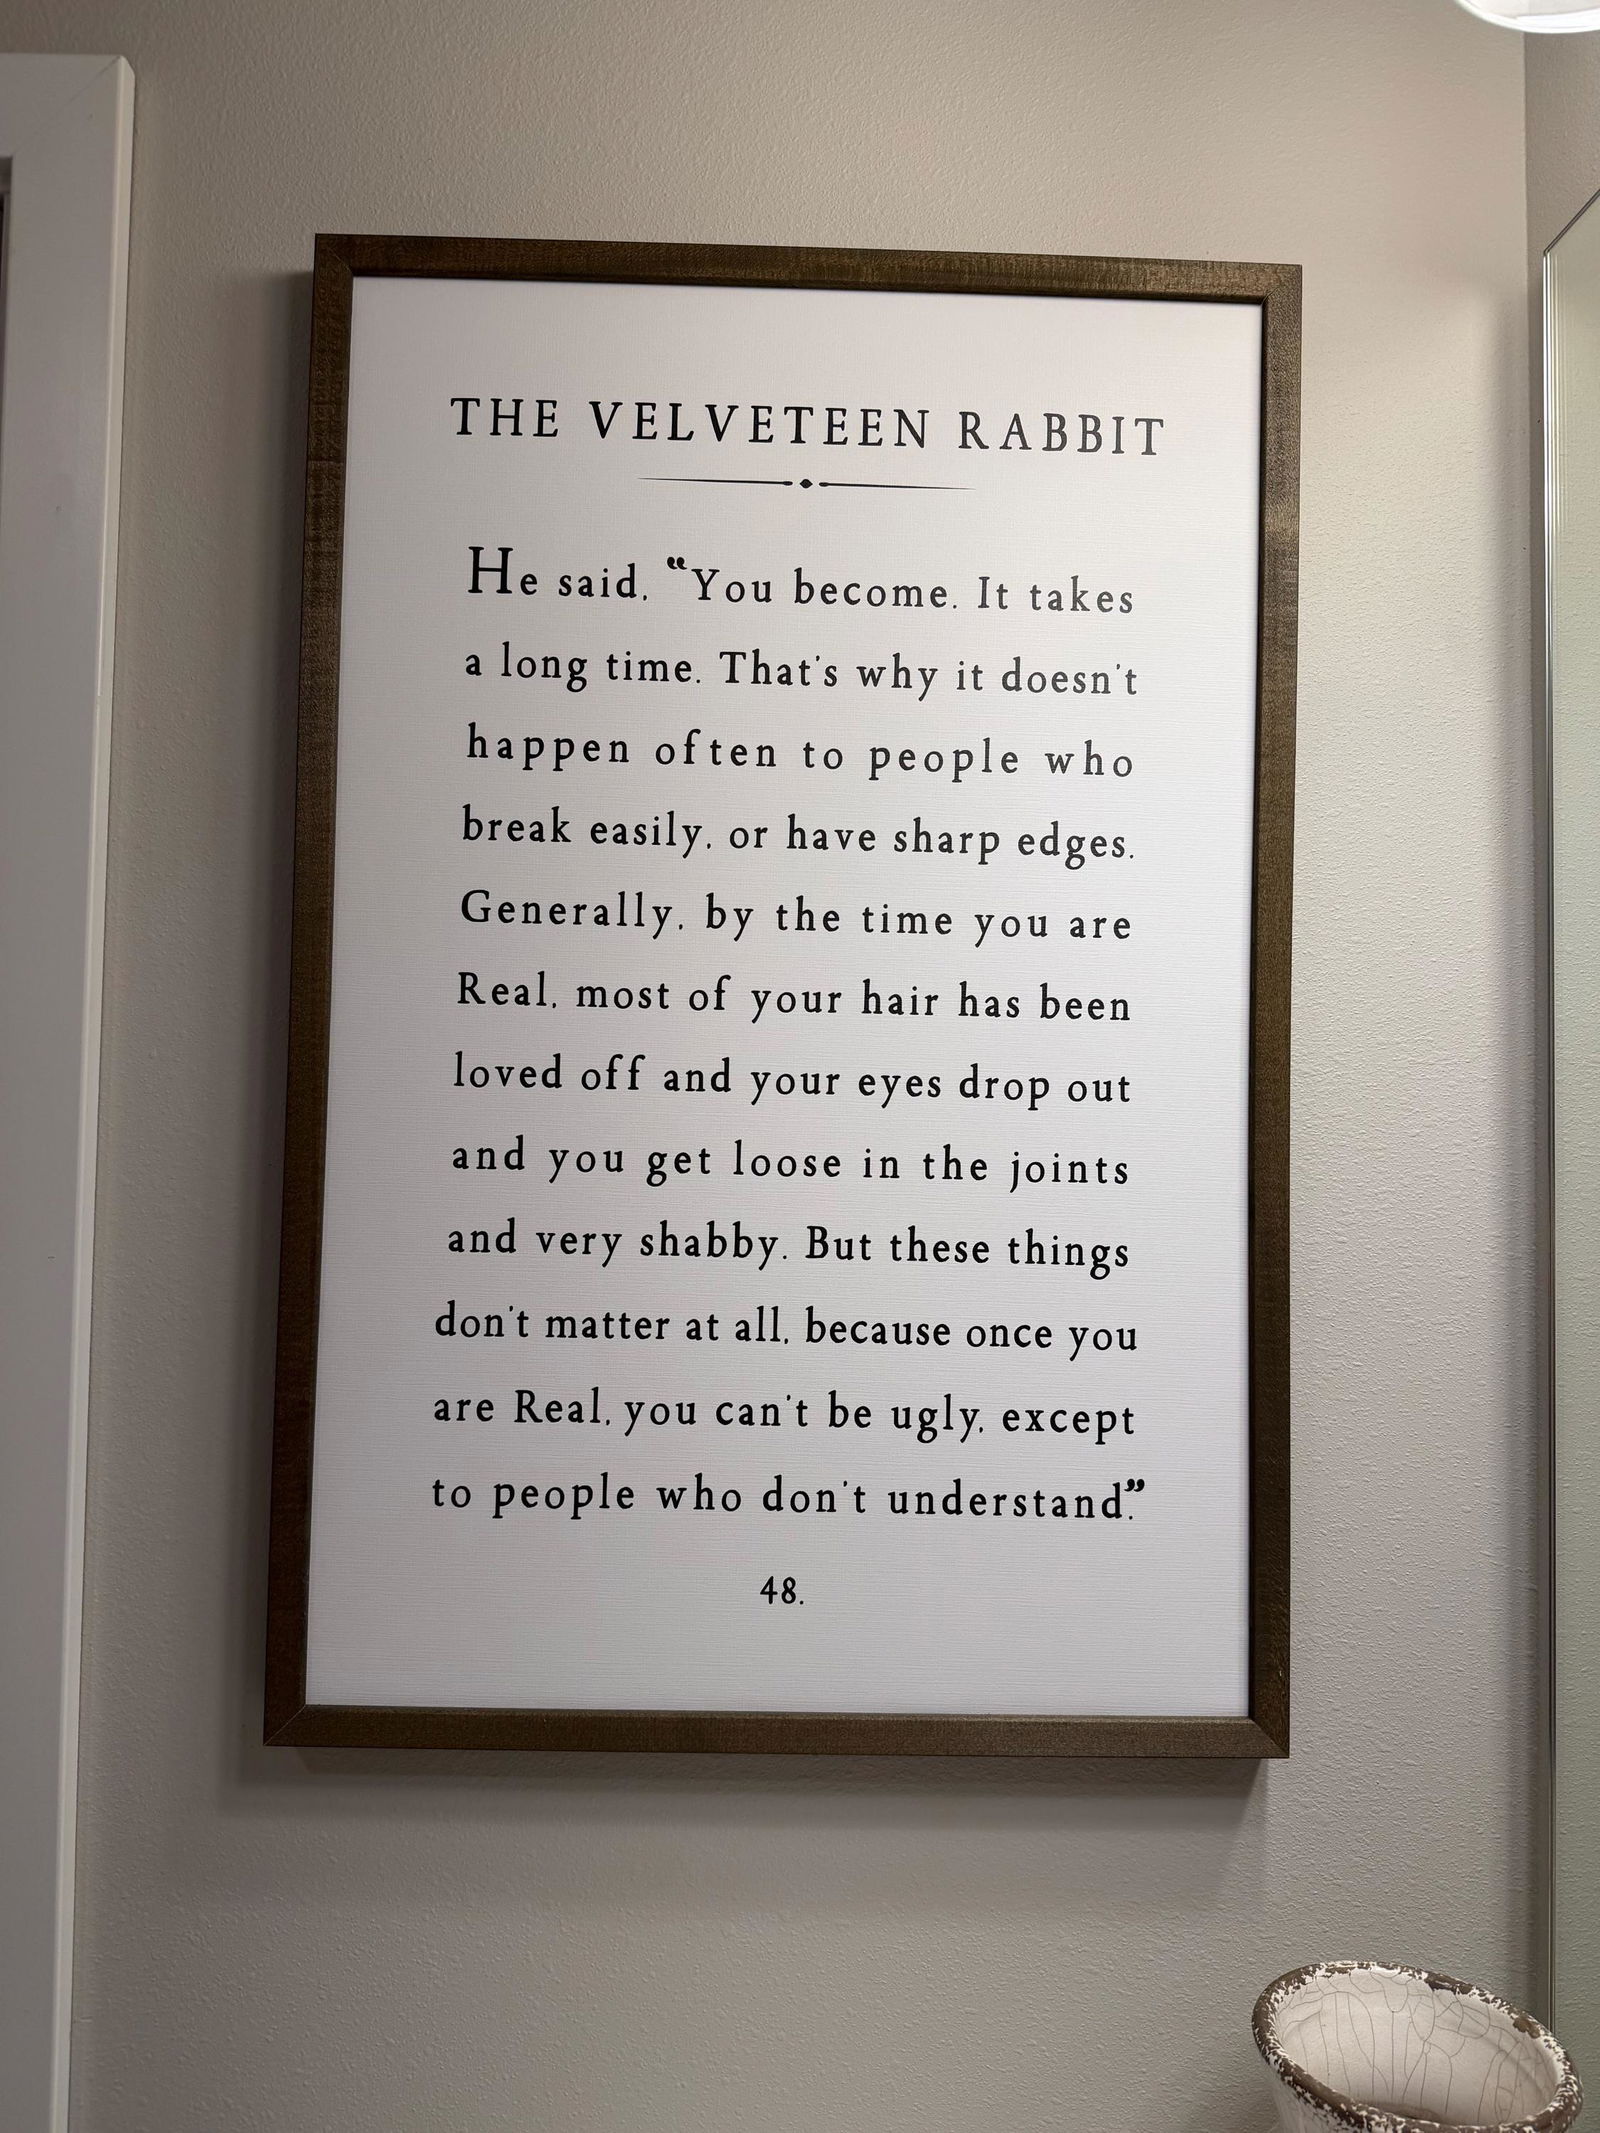 THE VELVETEEN RABBIT
He said, “You become. It takes
a long time. That's why it doesn't
happen often to people who
break easily, or have sharp edges.
Generally, by the time you are
Real, most of your hair has been
loved off and your eyes drop out
and you get loose in the joints
and very shabby. But these things
don't matter at all, because once you
are Real, you can't be ugly, except
to people who don't understand.”
48.